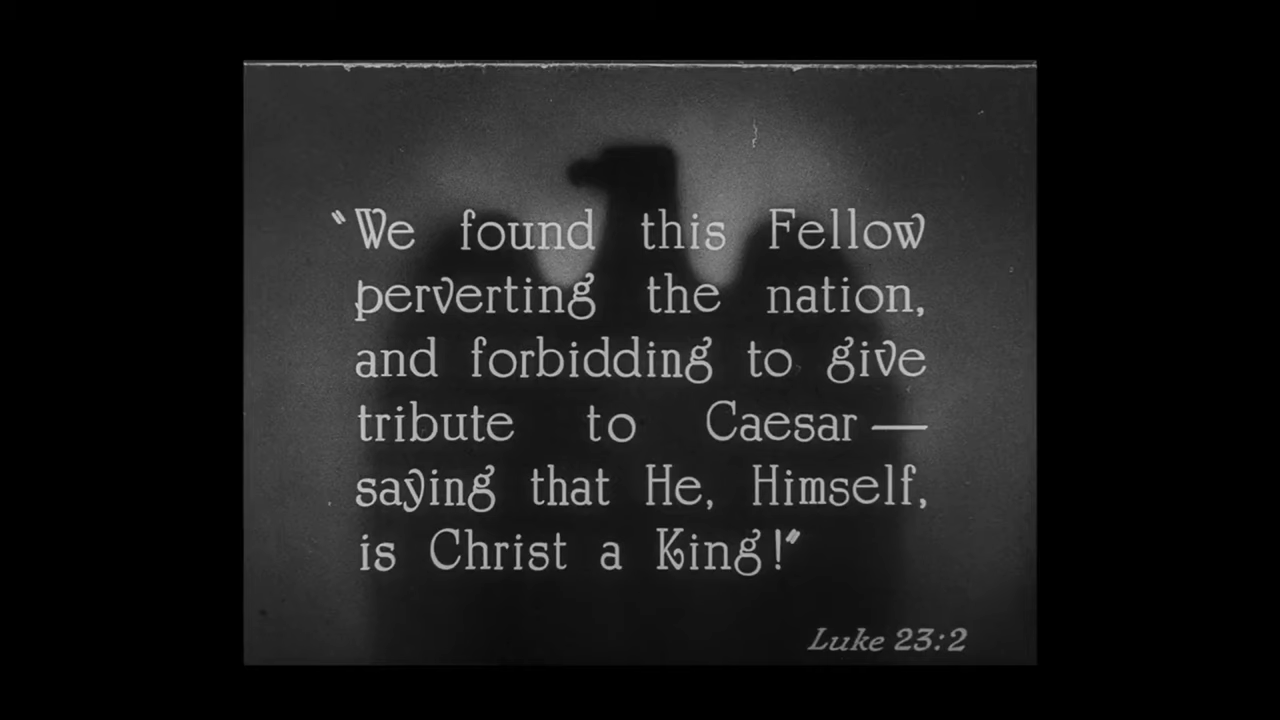 "We found this Fellow
perverting the nation,
and forbidding to give
tribute to Caesar —
saying that He, Himself,
is Christ a King!"
Luke 23:2